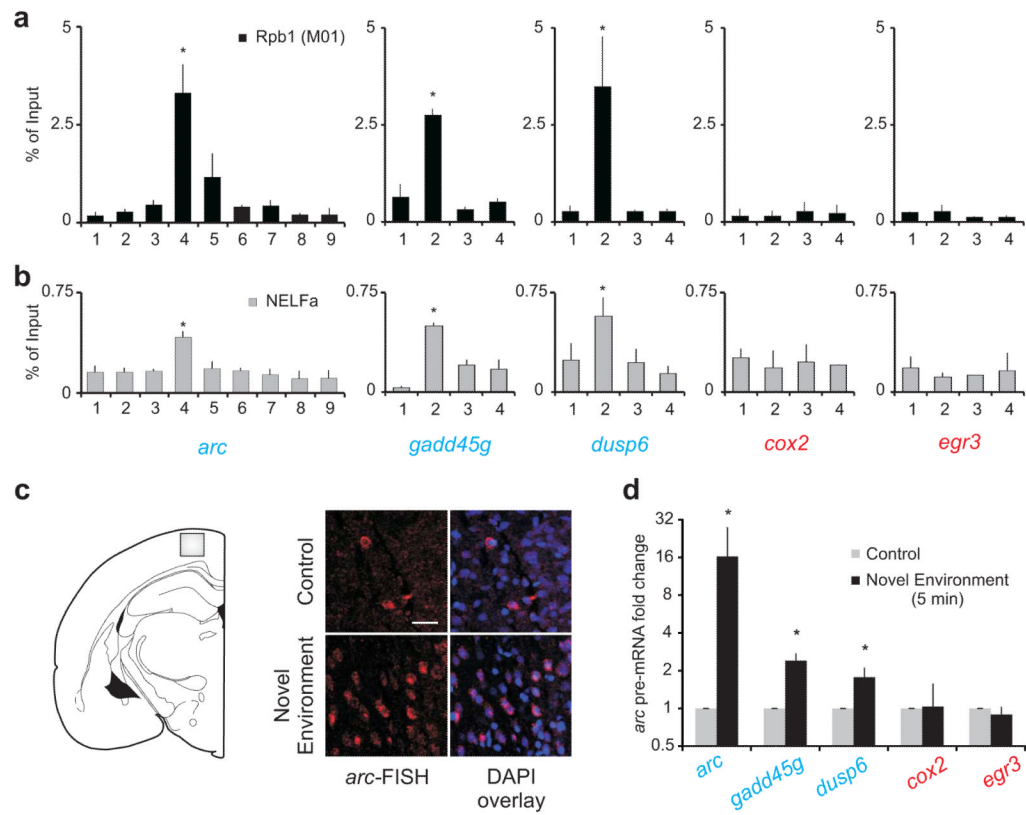 a
5
2.5
0
% of Input
Rpb1 (M01)
*
1 2 3 4 5 6 7 8 9
5
2.5
0
*
1 2 3 4
5
2.5
0
*
1 2 3 4
5
2.5
0
1 2 3 4
5
2.5
0
1 2 3 4
b
0.75
0
% of Input
NELFa
*
1 2 3 4 5 6 7 8 9
0.75
0
*
1 2 3 4
0.75
0
*
1 2 3 4
0.75
0
1 2 3 4
0.75
0
1 2 3 4
arc gadd45g dusp6 cox2 egr3
c
Control
Novel
Environment
arc-FISH
DAPI
overlay
d
arc pre-mRNA fold change
32
16
8
4
2
1
0.5
Control
Novel Environment
(5 min)
*
*
*
arc gadd45g dusp6 cox2 egr3